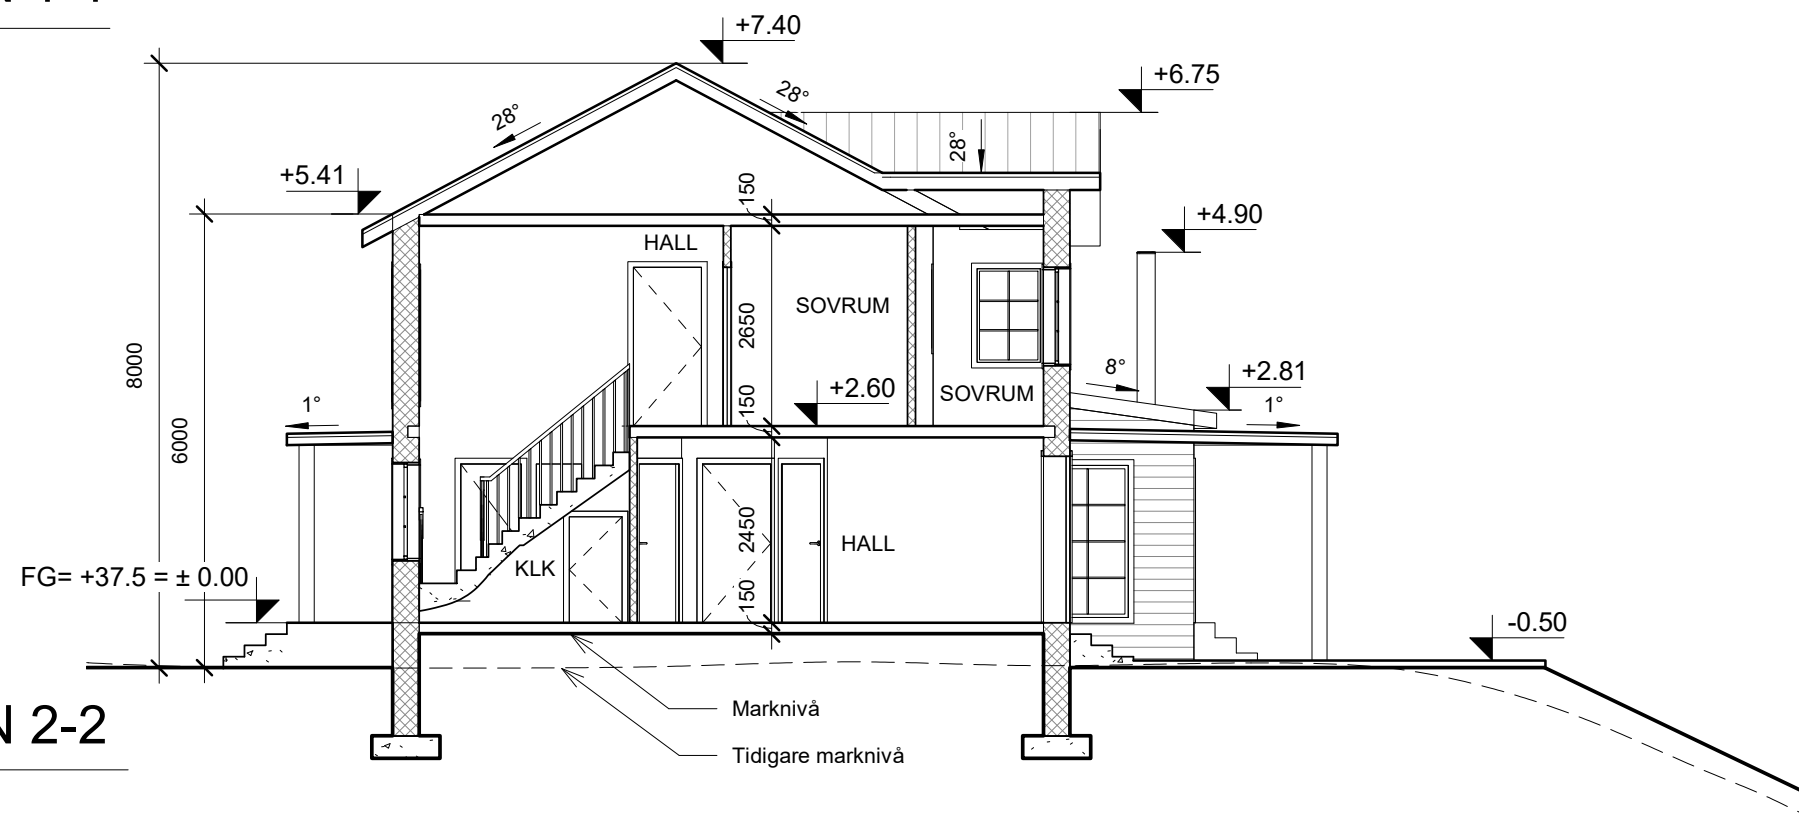 +7.40
+6.75
28°
28°
28°
+5.41
150
+4.90
HALL
SOVRUM
2650
8000
8°
+2.81
+2.60
SOVRUM
1°
150
1°
6000
2450
HALL
KLK
FG= +37.5 = ± 0.00
150
-0.50
Marknivå
N 2-2
Tidigare marknivå